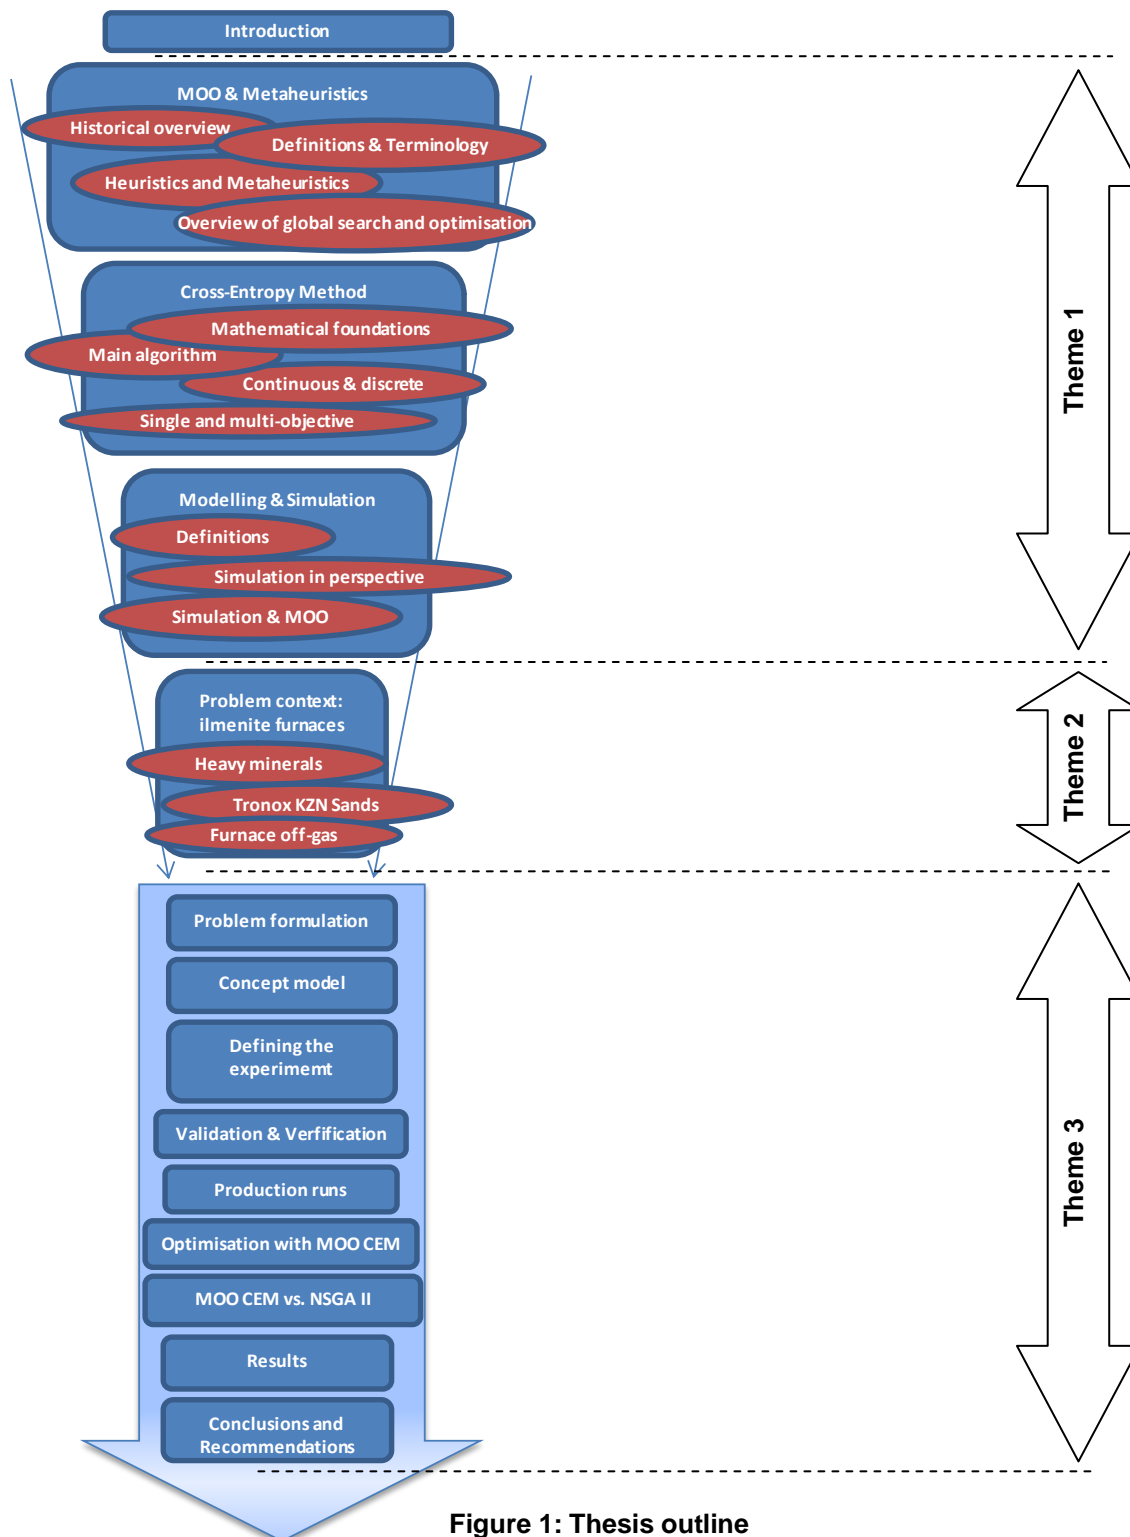 Introduction
MOO & Metaheuristics
Historical overview
Definitions & Terminology
Heuristics and Metaheuristics
Overview of global search and optimisation
Cross-Entropy Method
Mathematical foundations
Main algorithm
Continuous & discrete
Single and multi-objective
Modelling & Simulation
Definitions
Simulation in perspective
Simulation & MOO
Theme 1
Problem context:
ilmenite furnaces
Heavy minerals
Tronox KZN Sands
Furnace off-gas
Theme 2
Problem formulation
Concept model
Defining the
experimemt
Validation & Verfification
Production runs
Optimisation with MOO CEM
MOO CEM vs. NSGA II
Results
Conclusions and
Recommendations
Theme 3
Figure 1: Thesis outline